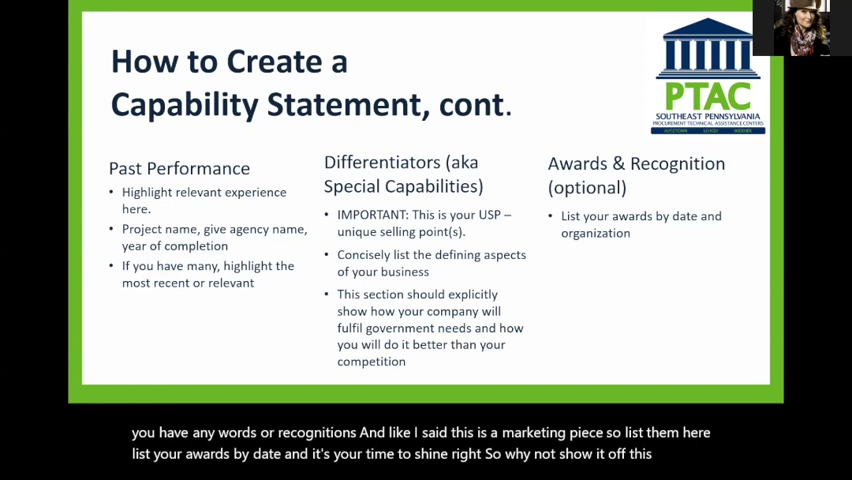 How to Create a
Capability Statement, cont.
PTAC
SOUTHEAST PENNSYLVANIA
PROCUREMENT TECHNICAL ASSISTANCE CENTERS
KUTZTOWN LEHIGH WIDENER
Past Performance
• Highlight relevant experience
here.
• Project name, give agency name,
year of completion
• If you have many, highlight the
most recent or relevant
Differentiators (aka
Special Capabilities)
• IMPORTANT: This is your USP –
unique selling point(s).
• Concisely list the defining aspects
of your business
• This section should explicitly
show how your company will
fulfil government needs and how
you will do it better than your
competition
Awards & Recognition
(optional)
• List your awards by date and
organization
you have any words or recognitions And like I said this is a marketing piece so list them here
list your awards by date and it's your time to shine right So why not show it off this